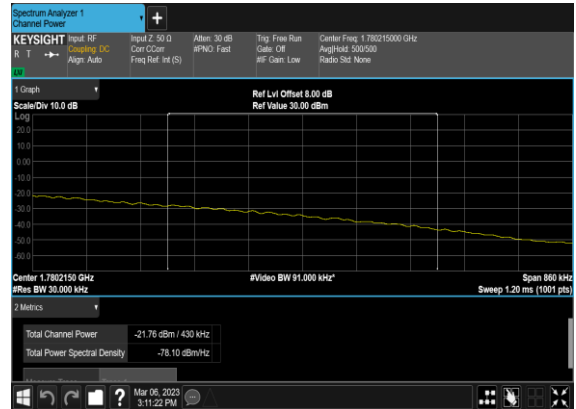 Spectrum Analyzer 1
Channel Power
KEYSIGHT Input: RF Input Z: 50 Ω Atten: 30 dB Trig: Free Run Center Freq: 1.780215000 GHz
R T Coupling: DC Corr CCorr #PNO: Fast Gate: Off Avg|Hold: 500/500
Align: Auto Freq Ref: Int (S) #IF Gain: Low Radio Std: None
1 Graph
Ref Lvl Offset 8.00 dB
Scale/Div 10.0 dB Ref Value 30.00 dBm
Log
20.0
10.0
0.00
-10.0
-20.0
-30.0
-40.0
-50.0
-60.0
Center 1.7802150 GHz #Video BW 91.000 kHz* Span 860 kHz
#Res BW 30.000 kHz Sweep 1.20 ms (1001 pts)
2 Metrics
Total Channel Power -21.76 dBm / 430 kHz
Total Power Spectral Density -78.10 dBm/Hz
Mar 06, 2023
3:11:22 PM